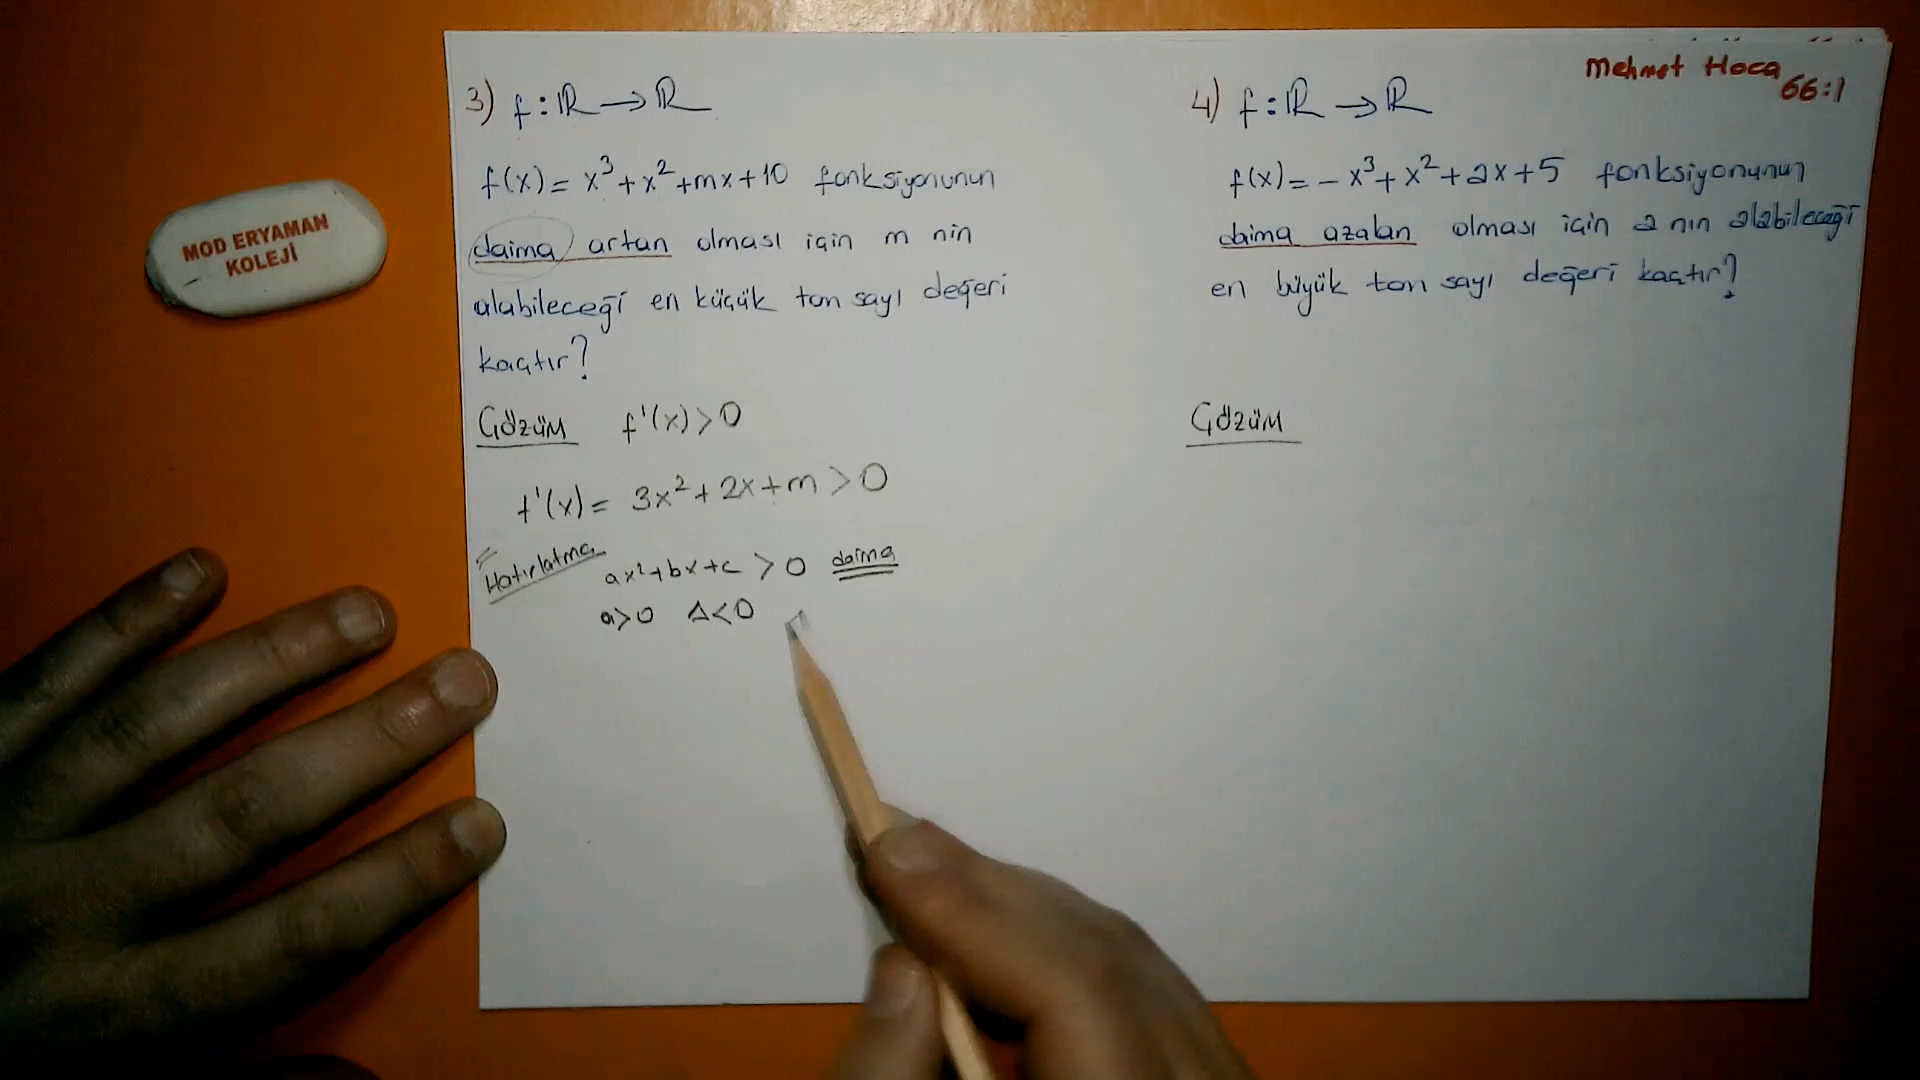 MOD ERYAMAN
KOLEJİ
Mehmet Hoca
66:1
3) f:ℝ→ℝ
f(x)=x³+x²+mx+10 fonksiyonunun
daima artan olması için m nin
alabileceği en küçük tam sayı değeri
kaçtır?
Çözüm f'(x)>0
f'(x)= 3x²+2x+m>0
Hatırlatma ax²+bx+c>0 daima
a>0 Δ<0
4) f:ℝ→ℝ
f(x)=-x³+x²+ax+5 fonksiyonunun
daima azalan olması için a nın alabileceği
en büyük tam sayı değeri kaçtır?
Çözüm